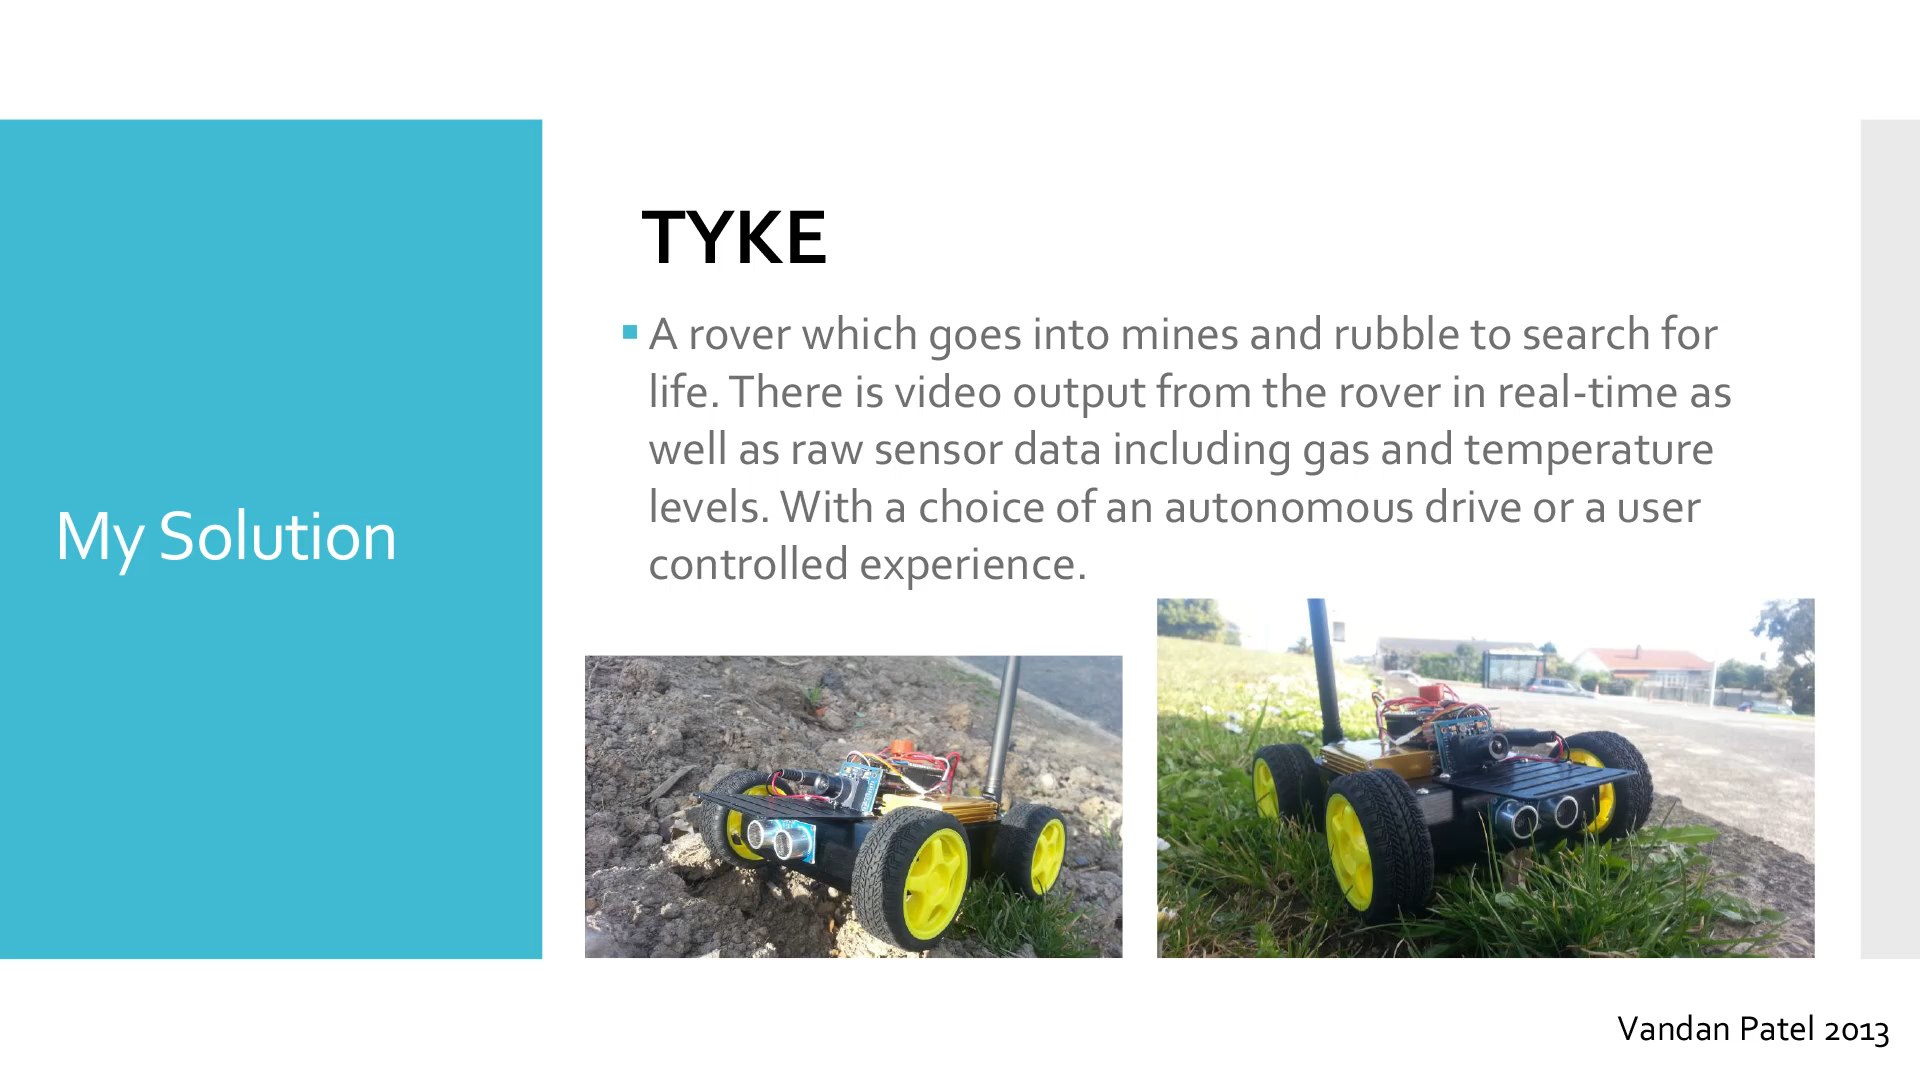 My Solution
TYKE
A rover which goes into mines and rubble to search for
life. There is video output from the rover in real-time as
well as raw sensor data including gas and temperature
levels. With a choice of an autonomous drive or a user
controlled experience.
Vandan Patel 2013